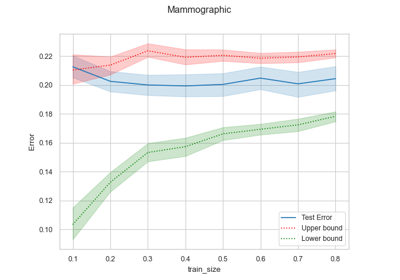 Mammographic
0.22
0.20
0.18
0.16
0.14
0.12
0.10
Error
0.1 0.2 0.3 0.4 0.5 0.6 0.7 0.8
train_size
Test Error
Upper bound
Lower bound